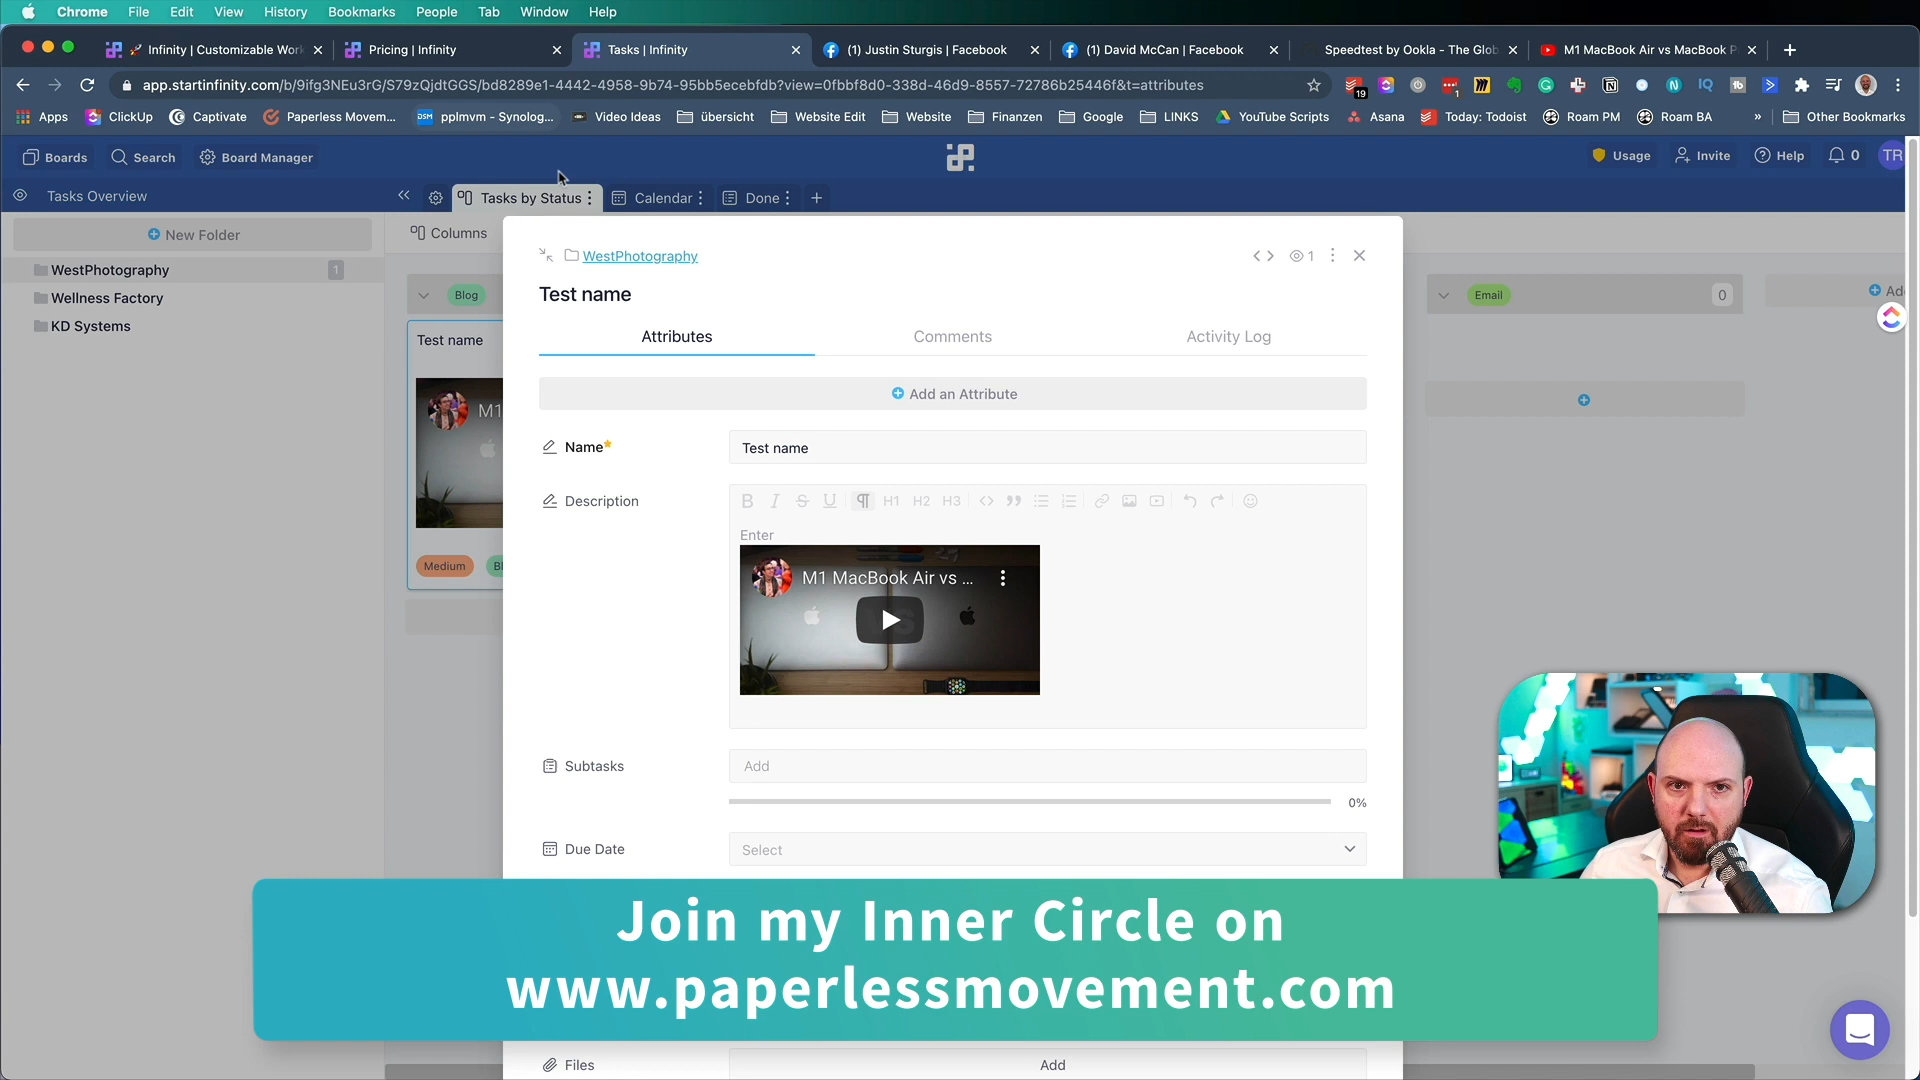 Chrome File Edit View History Bookmarks People Tab Window Help
🚀 Infinity | Customizable Work
Pricing | Infinity
Tasks | Infinity
(1) Justin Sturgis | Facebook
(1) David McCan | Facebook
Speedtest by Ookla - The Glob
M1 MacBook Air vs MacBook P
app.startinfinity.com/b/9ifg3NEu3rG/S79zQjdtGGS/bd8289e1-4442-4958-9b74-95bb5ecebfdb?view=0fbbf8d0-338d-46d9-8557-72786b25446f&t=attributes
19
1
Apps ClickUp Captivate Paperless Movem... DSM pplmvm - Synolog... Video Ideas übersicht Website Edit Website Finanzen Google LINKS YouTube Scripts Asana Today: Todoist Roam PM Roam BA » Other Bookmarks
Boards Search Board Manager Usage Invite Help 0 TR
Tasks Overview
Tasks by Status Calendar Done
New Folder
Columns
WestPhotography 1
Wellness Factory
KD Systems
Blog
Test name
M1
Medium Bl
WestPhotography
1
Test name
Attributes Comments Activity Log
Add an Attribute
Name Test name
Description
B I S U ¶ H1 H2 H3
Enter
M1 MacBook Air vs ...
Subtasks Add
0%
Due Date Select
Files Add
Email 0
Ad
Join my Inner Circle on
www.paperlessmovement.com